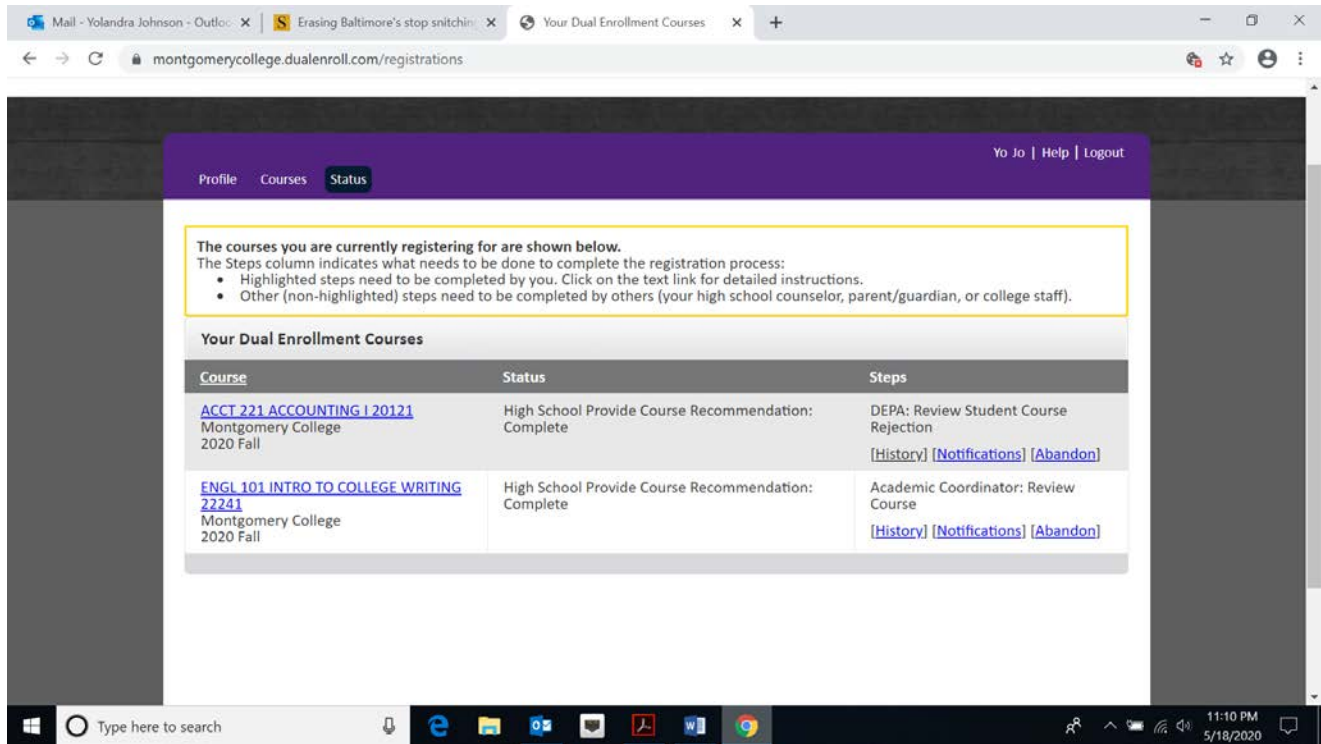 Mail - Yolandra Johnson - Outloc
Erasing Baltimore's stop snitchin
Your Dual Enrollment Courses
montgomerycollege.dualenroll.com/registrations
Yo Jo | Help | Logout
Profile Courses Status
The courses you are currently registering for are shown below.
The Steps column indicates what needs to be done to complete the registration process:
• Highlighted steps need to be completed by you. Click on the text link for detailed instructions.
• Other (non-highlighted) steps need to be completed by others (your high school counselor, parent/guardian, or college staff).
Your Dual Enrollment Courses
Course Status Steps
ACCT 221 ACCOUNTING I 20121
Montgomery College
2020 Fall
High School Provide Course Recommendation:
Complete
DEPA: Review Student Course
Rejection
[History] [Notifications] [Abandon]
ENGL 101 INTRO TO COLLEGE WRITING
22241
Montgomery College
2020 Fall
High School Provide Course Recommendation:
Complete
Academic Coordinator: Review
Course
[History] [Notifications] [Abandon]
Type here to search
11:10 PM
5/18/2020